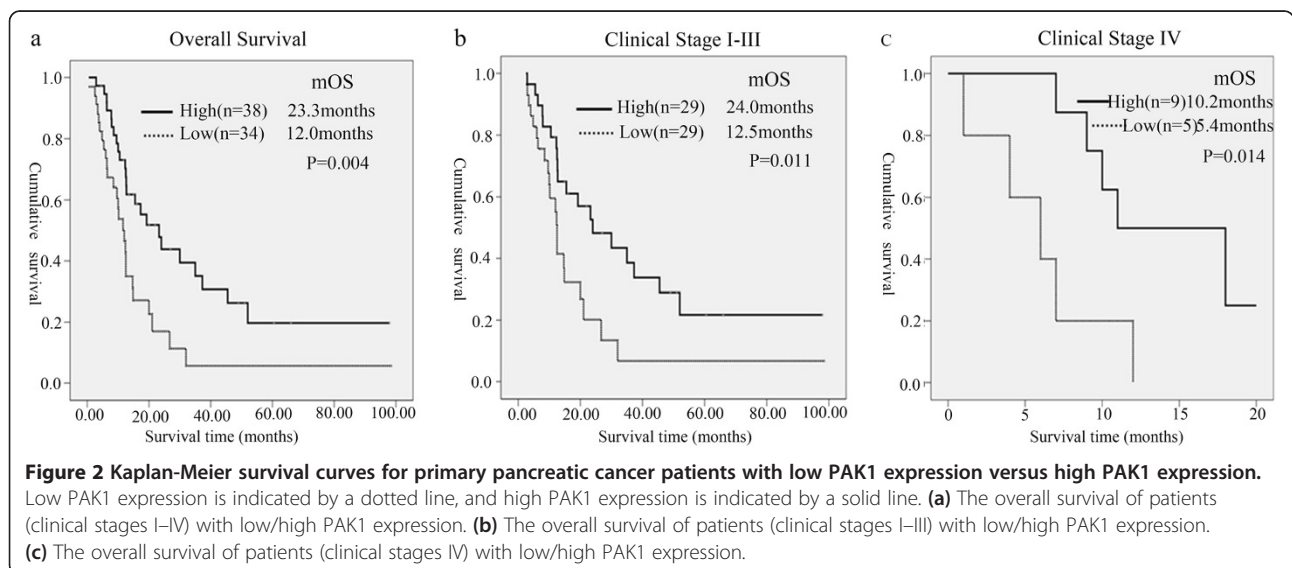 a
Overall Survival
mOS
High(n=38) 23.3months
Low(n=34) 12.0months
P=0.004
1.0
0.8
0.6
0.4
0.2
0.0
Cumulative survival
0.00 20.00 40.00 60.00 80.00 100.00
Survival time (months)
b
Clinical Stage I-III
mOS
High(n=29) 24.0months
Low(n=29) 12.5months
P=0.011
1.0
0.8
0.6
0.4
0.2
0.0
Cumulative survival
0.00 20.00 40.00 60.00 80.00 100.00
Survival time (months)
c
Clinical Stage IV
mOS
High(n=9)10.2months
Low(n=5)5.4months
P=0.014
1.0
0.8
0.6
0.4
0.2
0.0
Cumulative survival
0 5 10 15 20
Survival time (months)
Figure 2 Kaplan-Meier survival curves for primary pancreatic cancer patients with low PAK1 expression versus high PAK1 expression.
Low PAK1 expression is indicated by a dotted line, and high PAK1 expression is indicated by a solid line. (a) The overall survival of patients
(clinical stages I–IV) with low/high PAK1 expression. (b) The overall survival of patients (clinical stages I–III) with low/high PAK1 expression.
(c) The overall survival of patients (clinical stages IV) with low/high PAK1 expression.